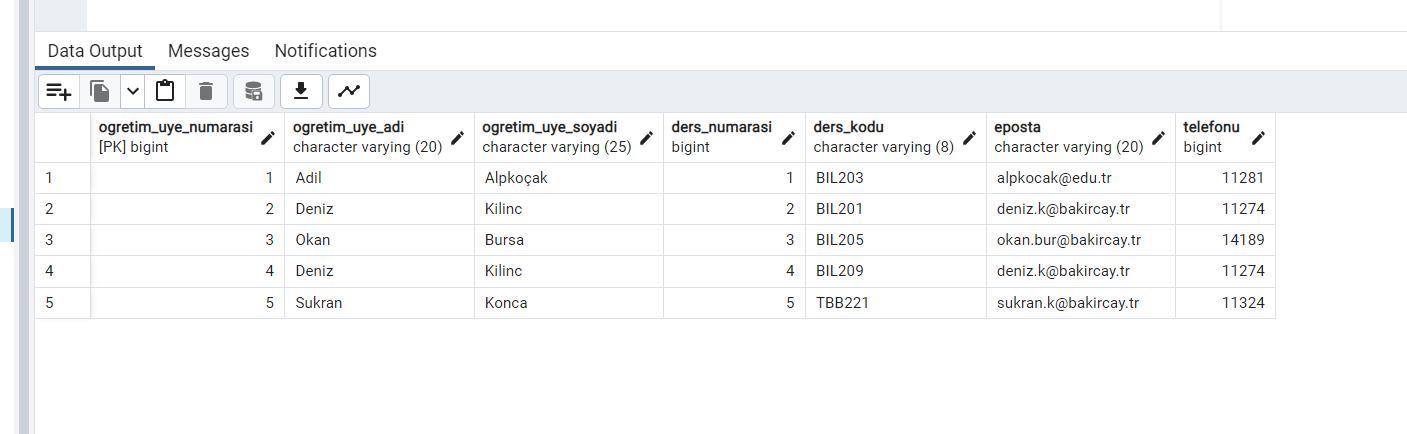 Data Output Messages Notifications
ogretim_uye_numarasi ogretim_uye_adi ogretim_uye_soyadi ders_numarasi ders_kodu eposta telefonu
[PK] bigint character varying (20) character varying (25) bigint character varying (8) character varying (20) bigint
1 1 Adil Alpkoçak 1 BIL203 alpkocak@edu.tr 11281
2 2 Deniz Kilinc 2 BIL201 deniz.k@bakircay.tr 11274
3 3 Okan Bursa 3 BIL205 okan.bur@bakircay.tr 14189
4 4 Deniz Kilinc 4 BIL209 deniz.k@bakircay.tr 11274
5 5 Sukran Konca 5 TBB221 sukran.k@bakircay.tr 11324